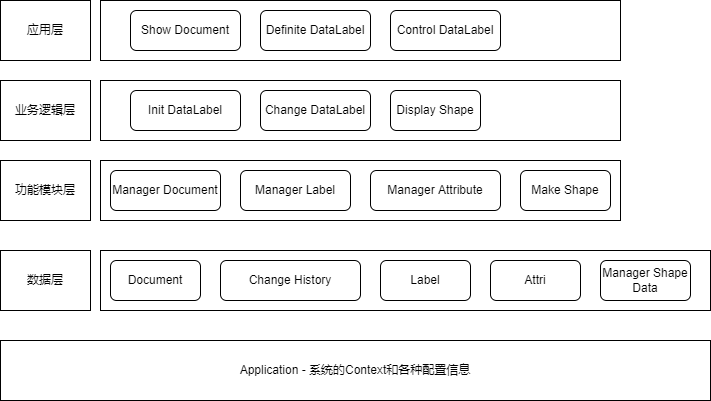 应用层
Show Document
Definite DataLabel
Control DataLabel
业务逻辑层
Init DataLabel
Change DataLabel
Display Shape
功能模块层
Manager Document
Manager Label
Manager Attribute
Make Shape
数据层
Document
Change History
Label
Attri
Manager Shape
Data
Application - 系统的Context和各种配置信息